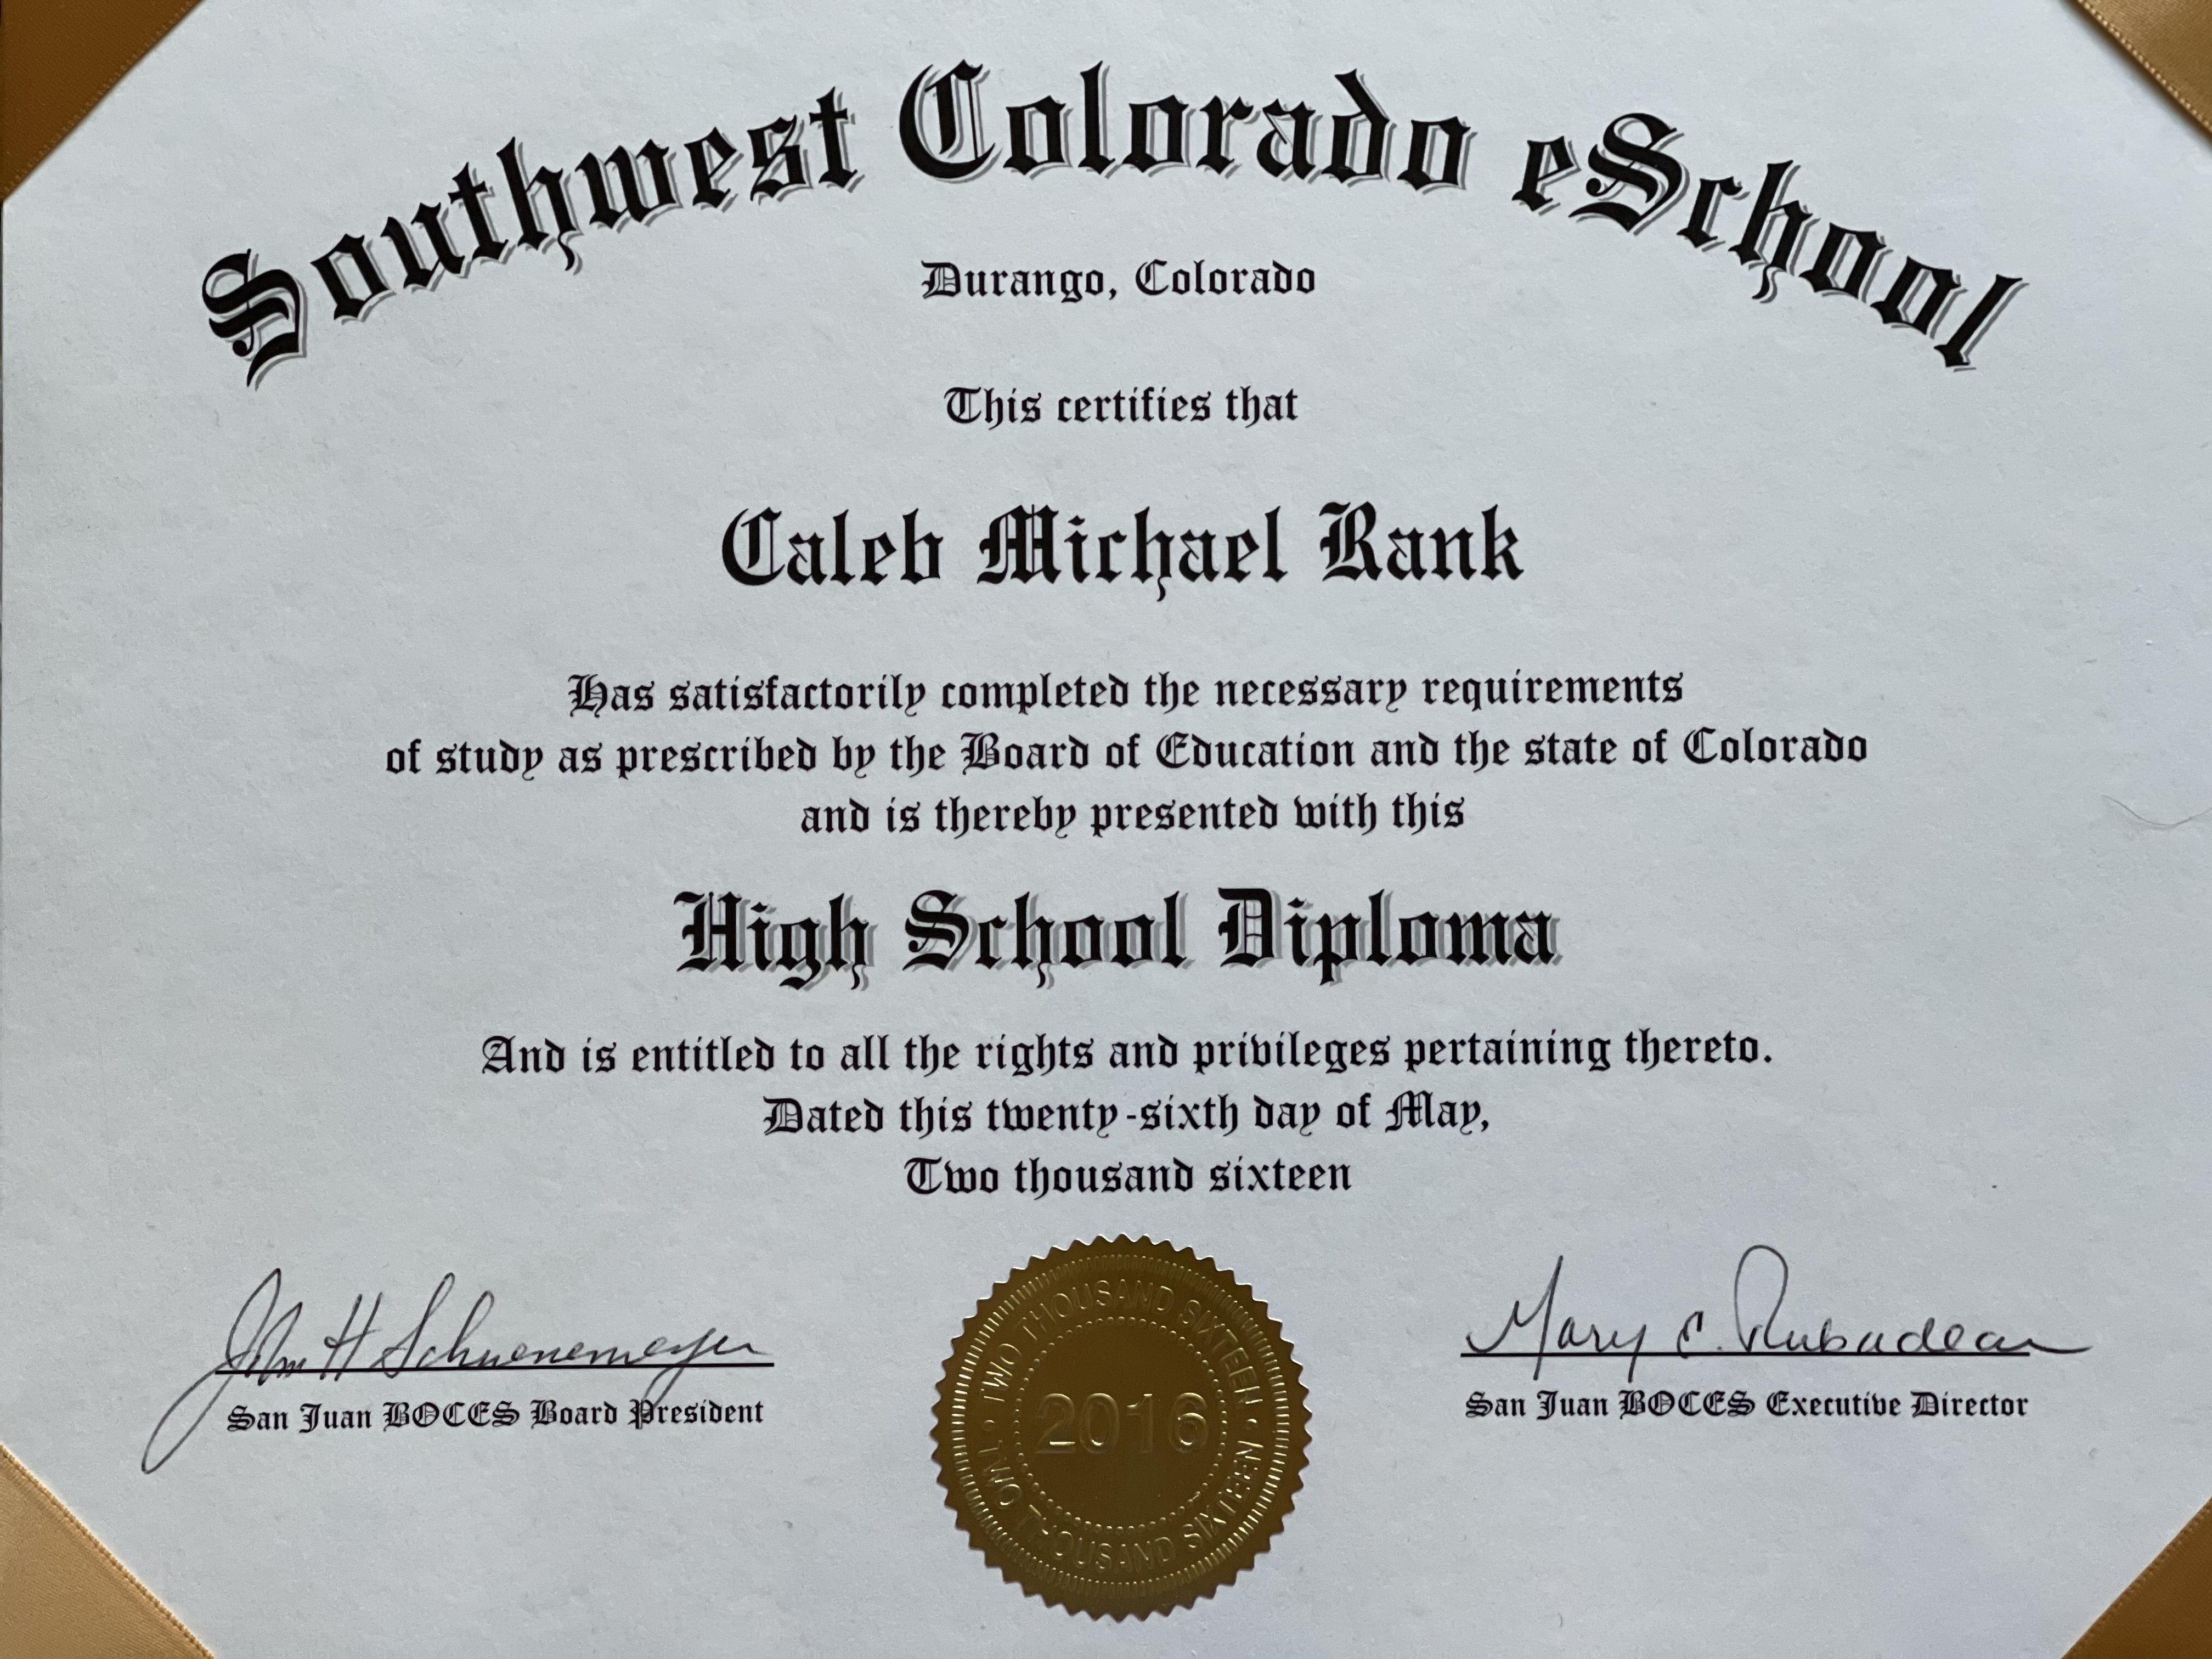 Southwest Colorado eSchool
Durango, Colorado
This certifies that
Caleb Michael Rank
Has satisfactorily completed the necessary requirements
of study as prescribed by the Board of Education and the state of Colorado
and is thereby presented with this
High School Diploma
And is entitled to all the rights and privileges pertaining thereto.
Dated this twenty-sixth day of May,
Two thousand sixteen
John H Schuenemeyer
San Juan BOCES Board President
TWO THOUSAND SIXTEEN
2016
TWO THOUSAND SIXTEEN
Mary C. Rubadeau
San Juan BOCES Executive Director